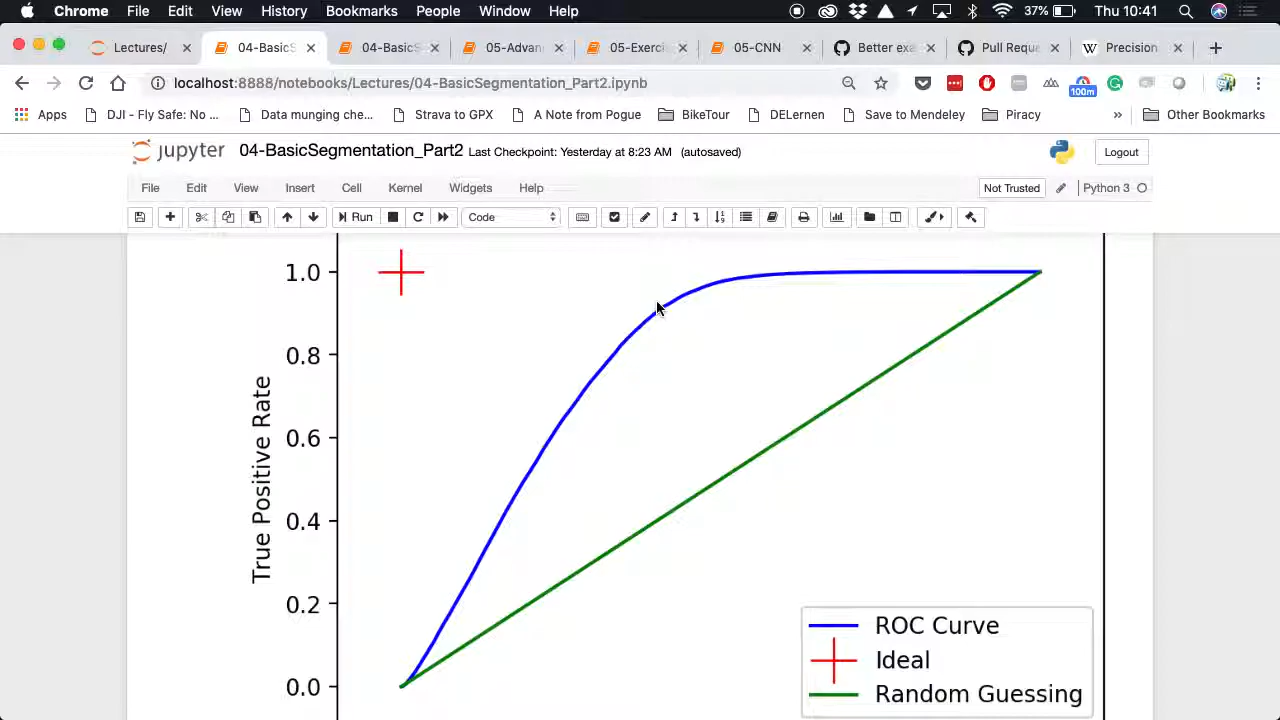 Chrome File Edit View History Bookmarks People Window Help 37% Thu 10:41
Lectures/ 04-BasicS 04-BasicS 05-Advan 05-Exerci 05-CNN Better exa Pull Reque Precision
localhost:8888/notebooks/Lectures/04-BasicSegmentation_Part2.ipynb 100m
Apps DJI - Fly Safe: No ... Data munging che... Strava to GPX A Note from Pogue BikeTour DELernen Save to Mendeley Piracy » Other Bookmarks
jupyter 04-BasicSegmentation_Part2 Last Checkpoint: Yesterday at 8:23 AM (autosaved) Logout
File Edit View Insert Cell Kernel Widgets Help Not Trusted Python 3
Run Code
1.0
0.8
0.6
0.4
0.2
0.0
True Positive Rate
ROC Curve
Ideal
Random Guessing